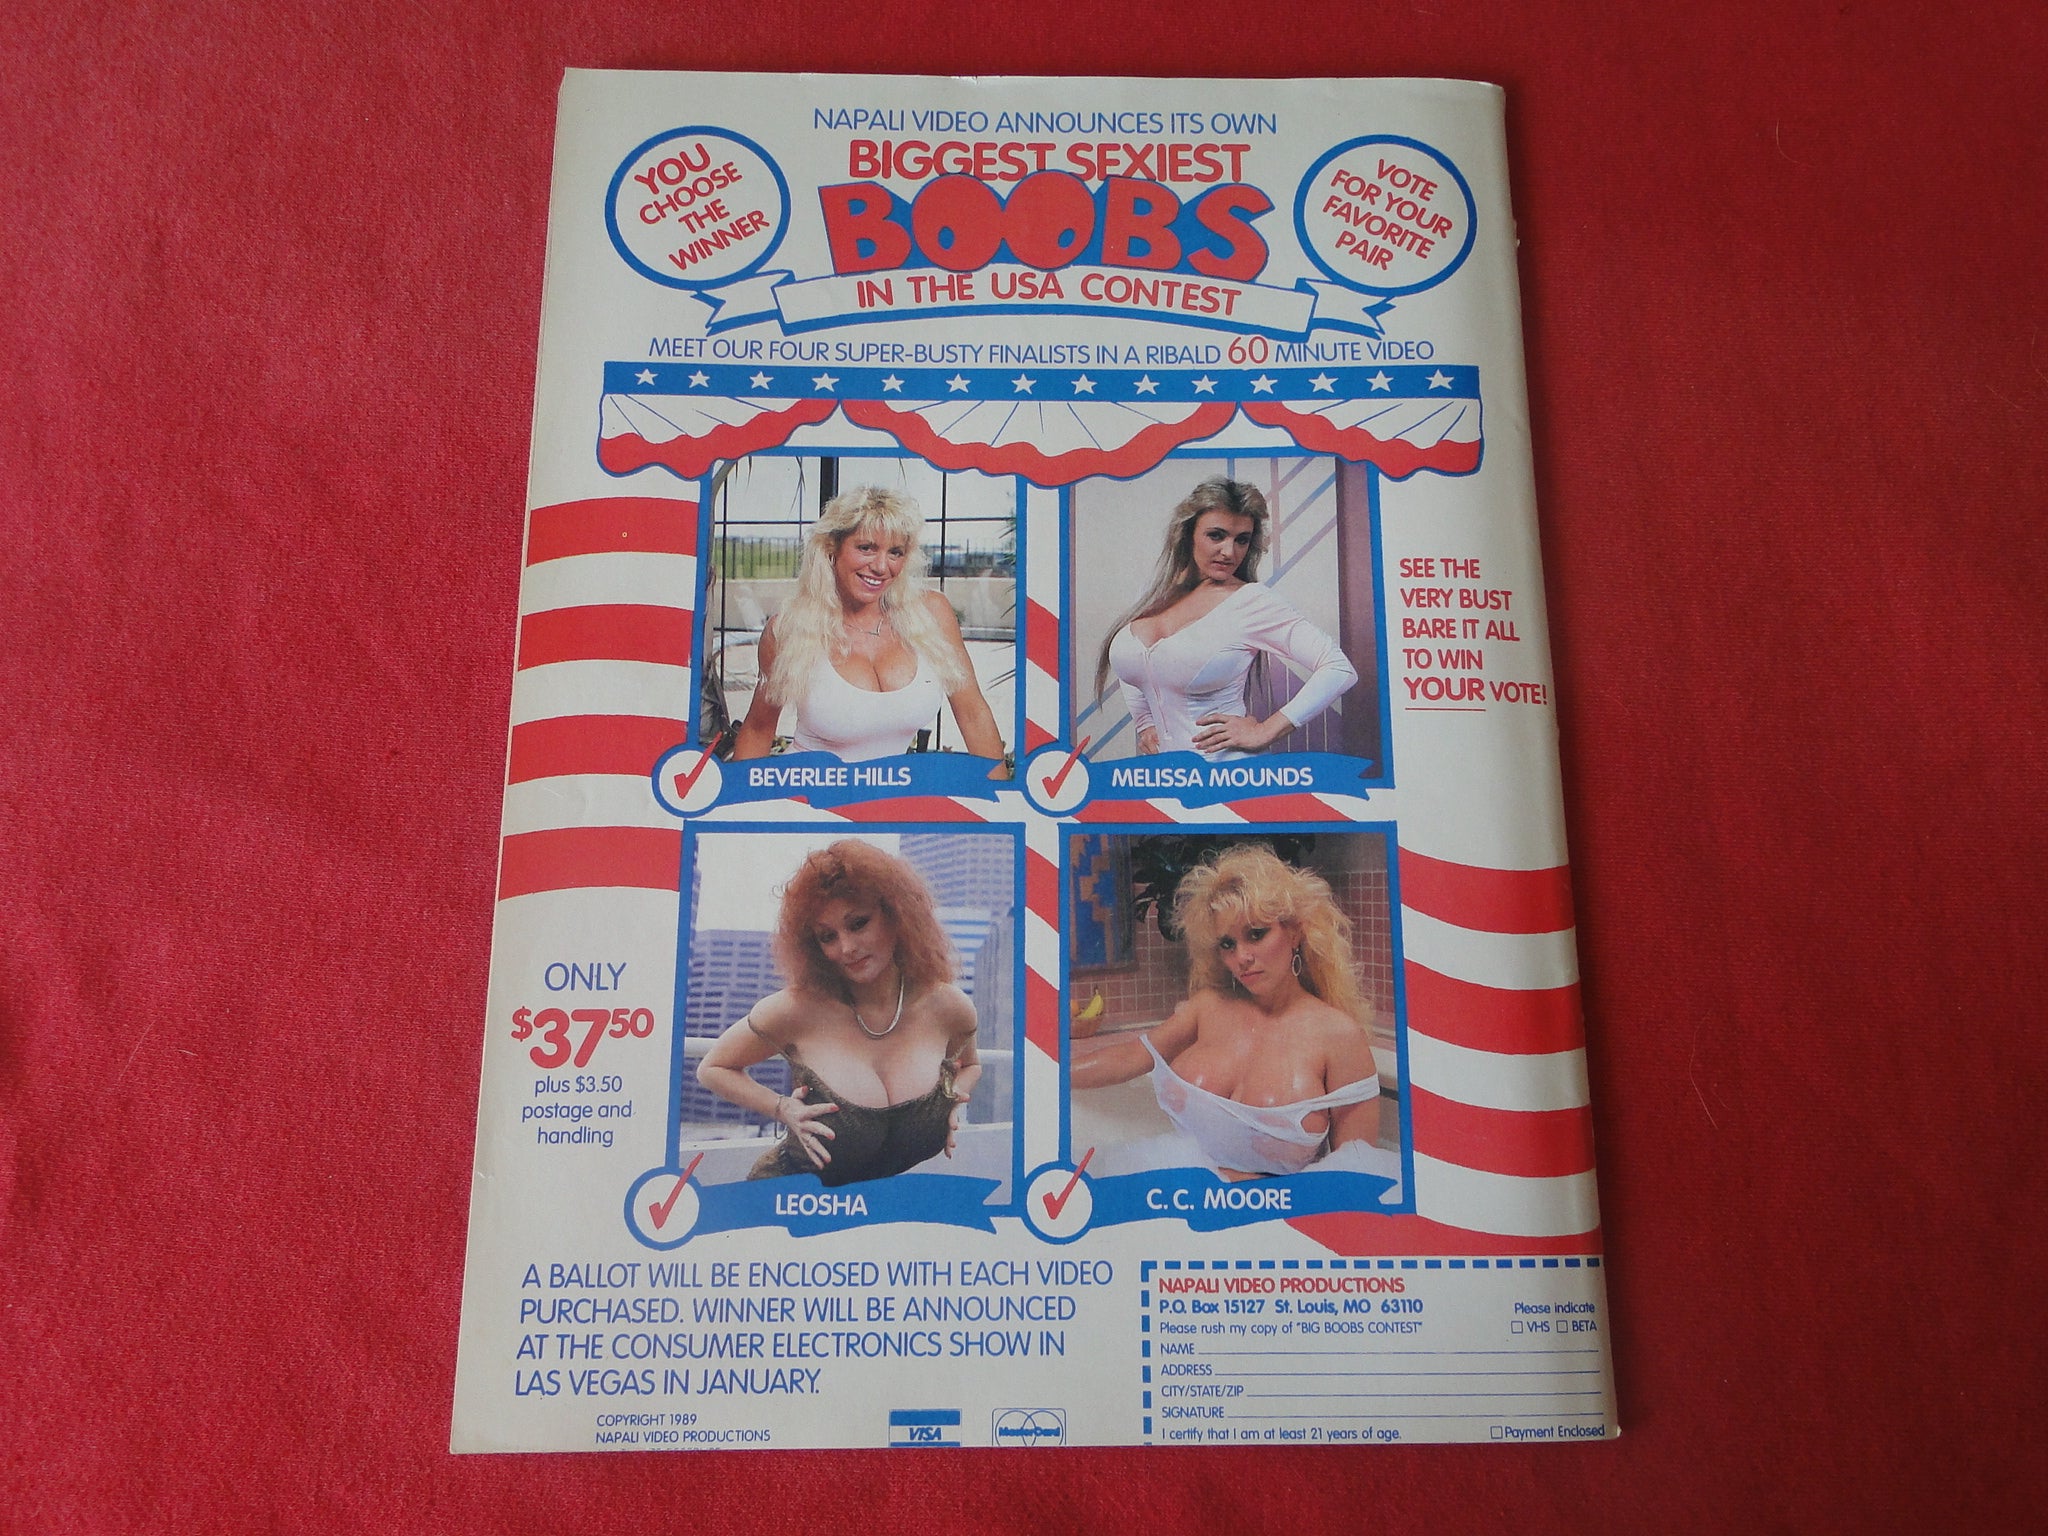 NAPALI VIDEO ANNOUNCES ITS OWN
BIGGEST SEXIEST
BOOBS
IN THE USA CONTEST
YOU
CHOOSE
THE
WINNER
VOTE
FOR YOUR
FAVORITE
PAIR
MEET OUR FOUR SUPER-BUSTY FINALISTS IN A RIBALD 60 MINUTE VIDEO
SEE THE
VERY BUST
BARE IT ALL
TO WIN
YOUR VOTE!
BEVERLEE HILLS
MELISSA MOUNDS
ONLY
$3750
plus $3.50
postage and
handling
LEOSHA
C. C. MOORE
A BALLOT WILL BE ENCLOSED WITH EACH VIDEO
PURCHASED. WINNER WILL BE ANNOUNCED
AT THE CONSUMER ELECTRONICS SHOW IN
LAS VEGAS IN JANUARY.
COPYRIGHT 1989
NAPALI VIDEO PRODUCTIONS
VISA
MasterCard
NAPALI VIDEO PRODUCTIONS
P.O. Box 15127 St. Louis, MO 63110
Please rush my copy of "BIG BOOBS CONTEST"
Please indicate
VHS BETA
NAME
ADDRESS
CITY/STATE/ZIP
SIGNATURE
I certify that I am at least 21 years of age.
Payment Enclosed